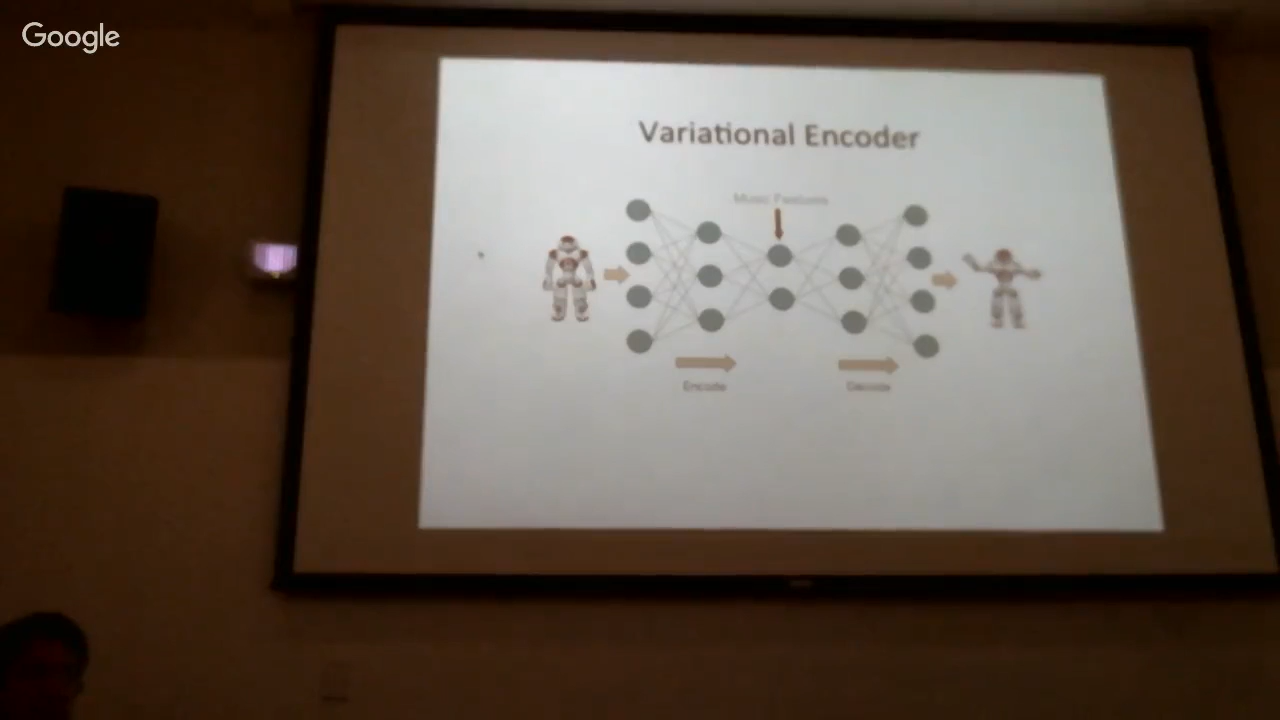 Google
Variational Encoder
Music Features
Encode
Decode